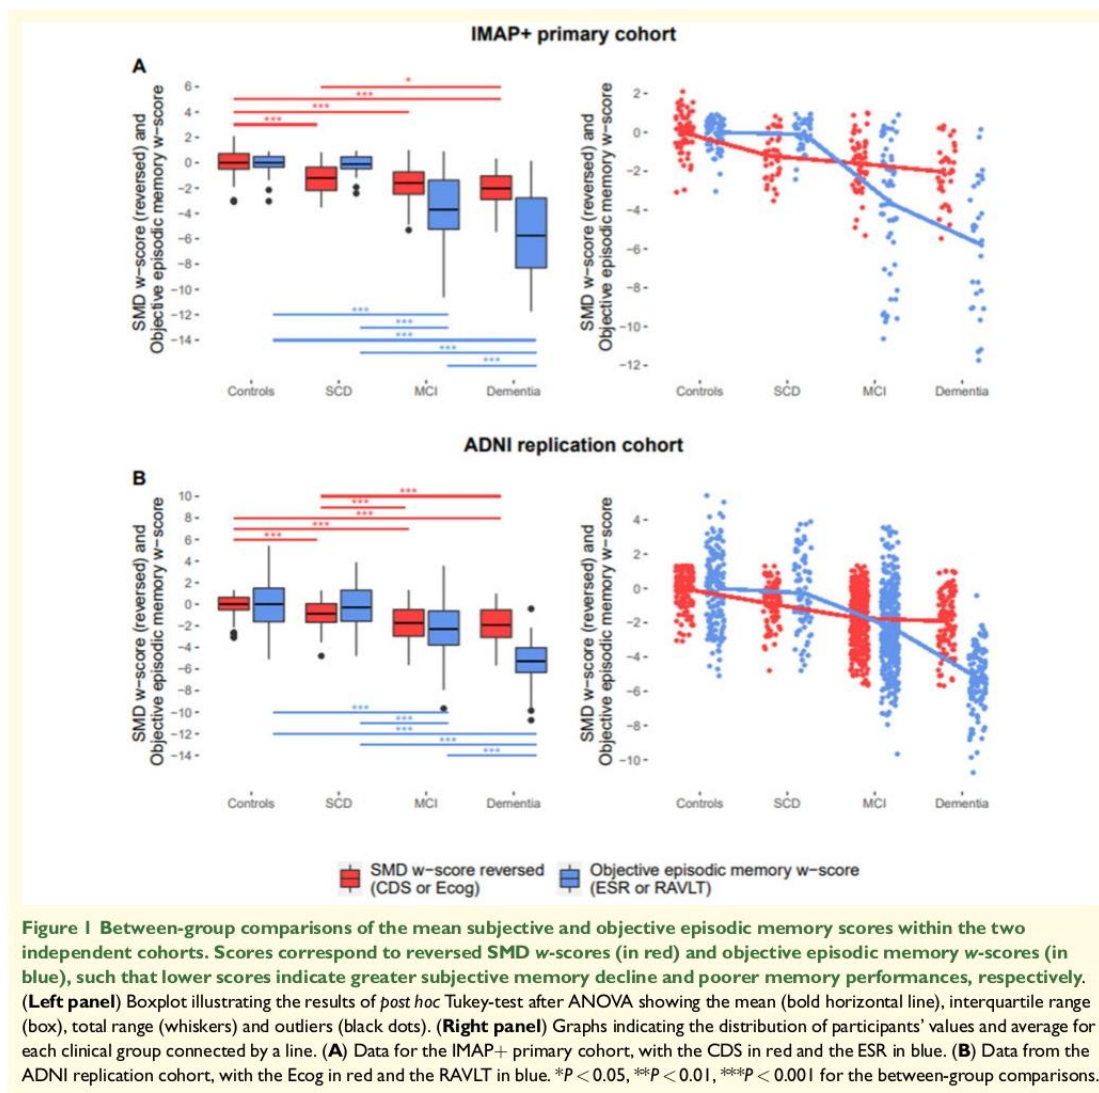 IMAP+ primary cohort
A
SMD w−score (reversed) and
Objective episodic memory w−score
6
4
2
0
−2
−4
−6
−8
−10
−12
−14
*
***
***
***
***
***
***
***
***
Controls
SCD
MCI
Dementia
SMD w−score (reversed) and
Objective episodic memory w−score
2
0
−2
−4
−6
−8
−10
−12
Controls
SCD
MCI
Dementia
ADNI replication cohort
B
SMD w−score (reversed) and
Objective episodic memory w−score
10
8
6
4
2
0
−2
−4
−6
−8
−10
−12
−14
***
***
***
***
***
***
***
***
***
***
Controls
SCD
MCI
Dementia
SMD w−score (reversed) and
Objective episodic memory w−score
4
2
0
−2
−4
−6
−8
−10
Controls
SCD
MCI
Dementia
SMD w−score reversed
(CDS or Ecog)
Objective episodic memory w−score
(ESR or RAVLT)
Figure 1 Between-group comparisons of the mean subjective and objective episodic memory scores within the two
independent cohorts. Scores correspond to reversed SMD w-scores (in red) and objective episodic memory w-scores (in
blue), such that lower scores indicate greater subjective memory decline and poorer memory performances, respectively.
(Left panel) Boxplot illustrating the results of post hoc Tukey-test after ANOVA showing the mean (bold horizontal line), interquartile range
(box), total range (whiskers) and outliers (black dots). (Right panel) Graphs indicating the distribution of participants' values and average for
each clinical group connected by a line. (A) Data for the IMAP+ primary cohort, with the CDS in red and the ESR in blue. (B) Data from the
ADNI replication cohort, with the Ecog in red and the RAVLT in blue. *P < 0.05, **P < 0.01, ***P < 0.001 for the between-group comparisons.